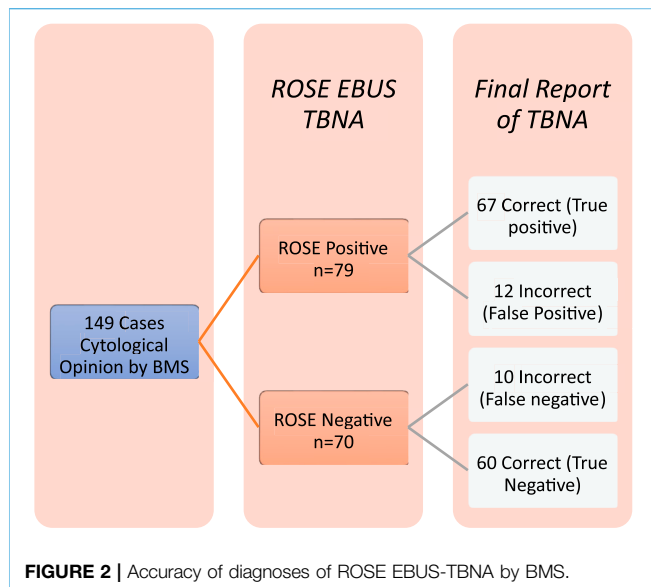 ROSE EBUS
TBNA
Final Report
of TBNA
149 Cases
Cytological
Opinion by BMS
ROSE Positive
n=79
ROSE Negative
n=70
67 Correct (True
positive)
12 Incorrect
(False Positive)
10 Incorrect
(False negative)
60 Correct (True
Negative)
FIGURE 2 | Accuracy of diagnoses of ROSE EBUS-TBNA by BMS.